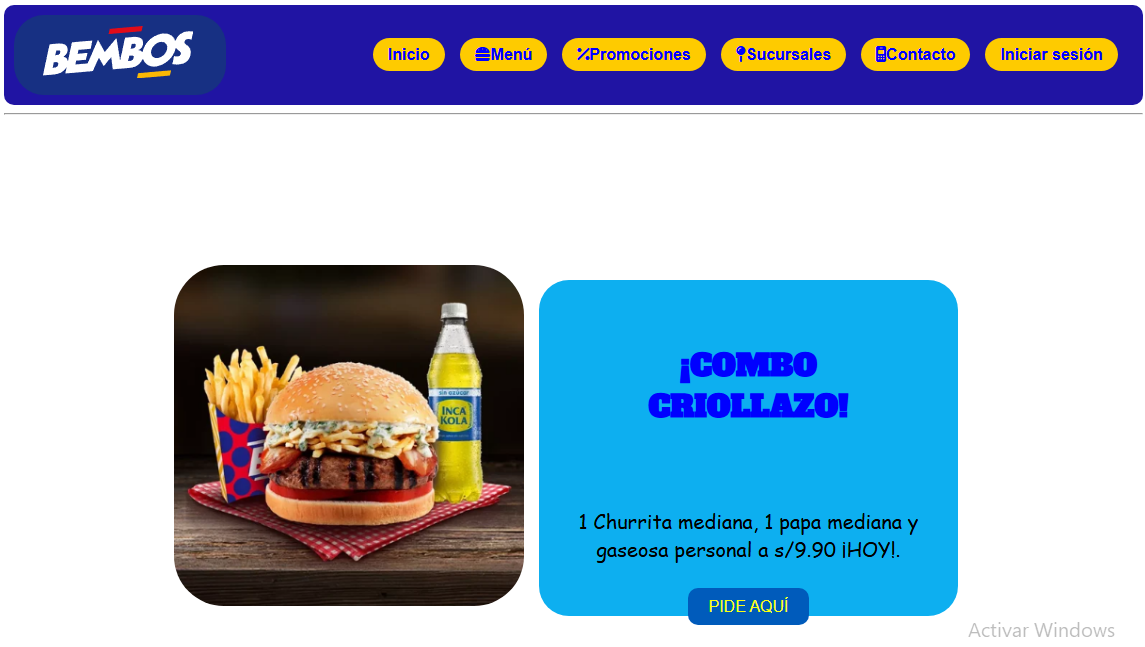 BEMBOS
Inicio
Menú
Promociones
Sucursales
Contacto
Iniciar sesión
sin azúcar
INCA
KOLA
¡COMBO
CRIOLLAZO!
1 Churrita mediana, 1 papa mediana y
gaseosa personal a s/9.90 ¡HOY!.
PIDE AQUÍ
Activar Windows